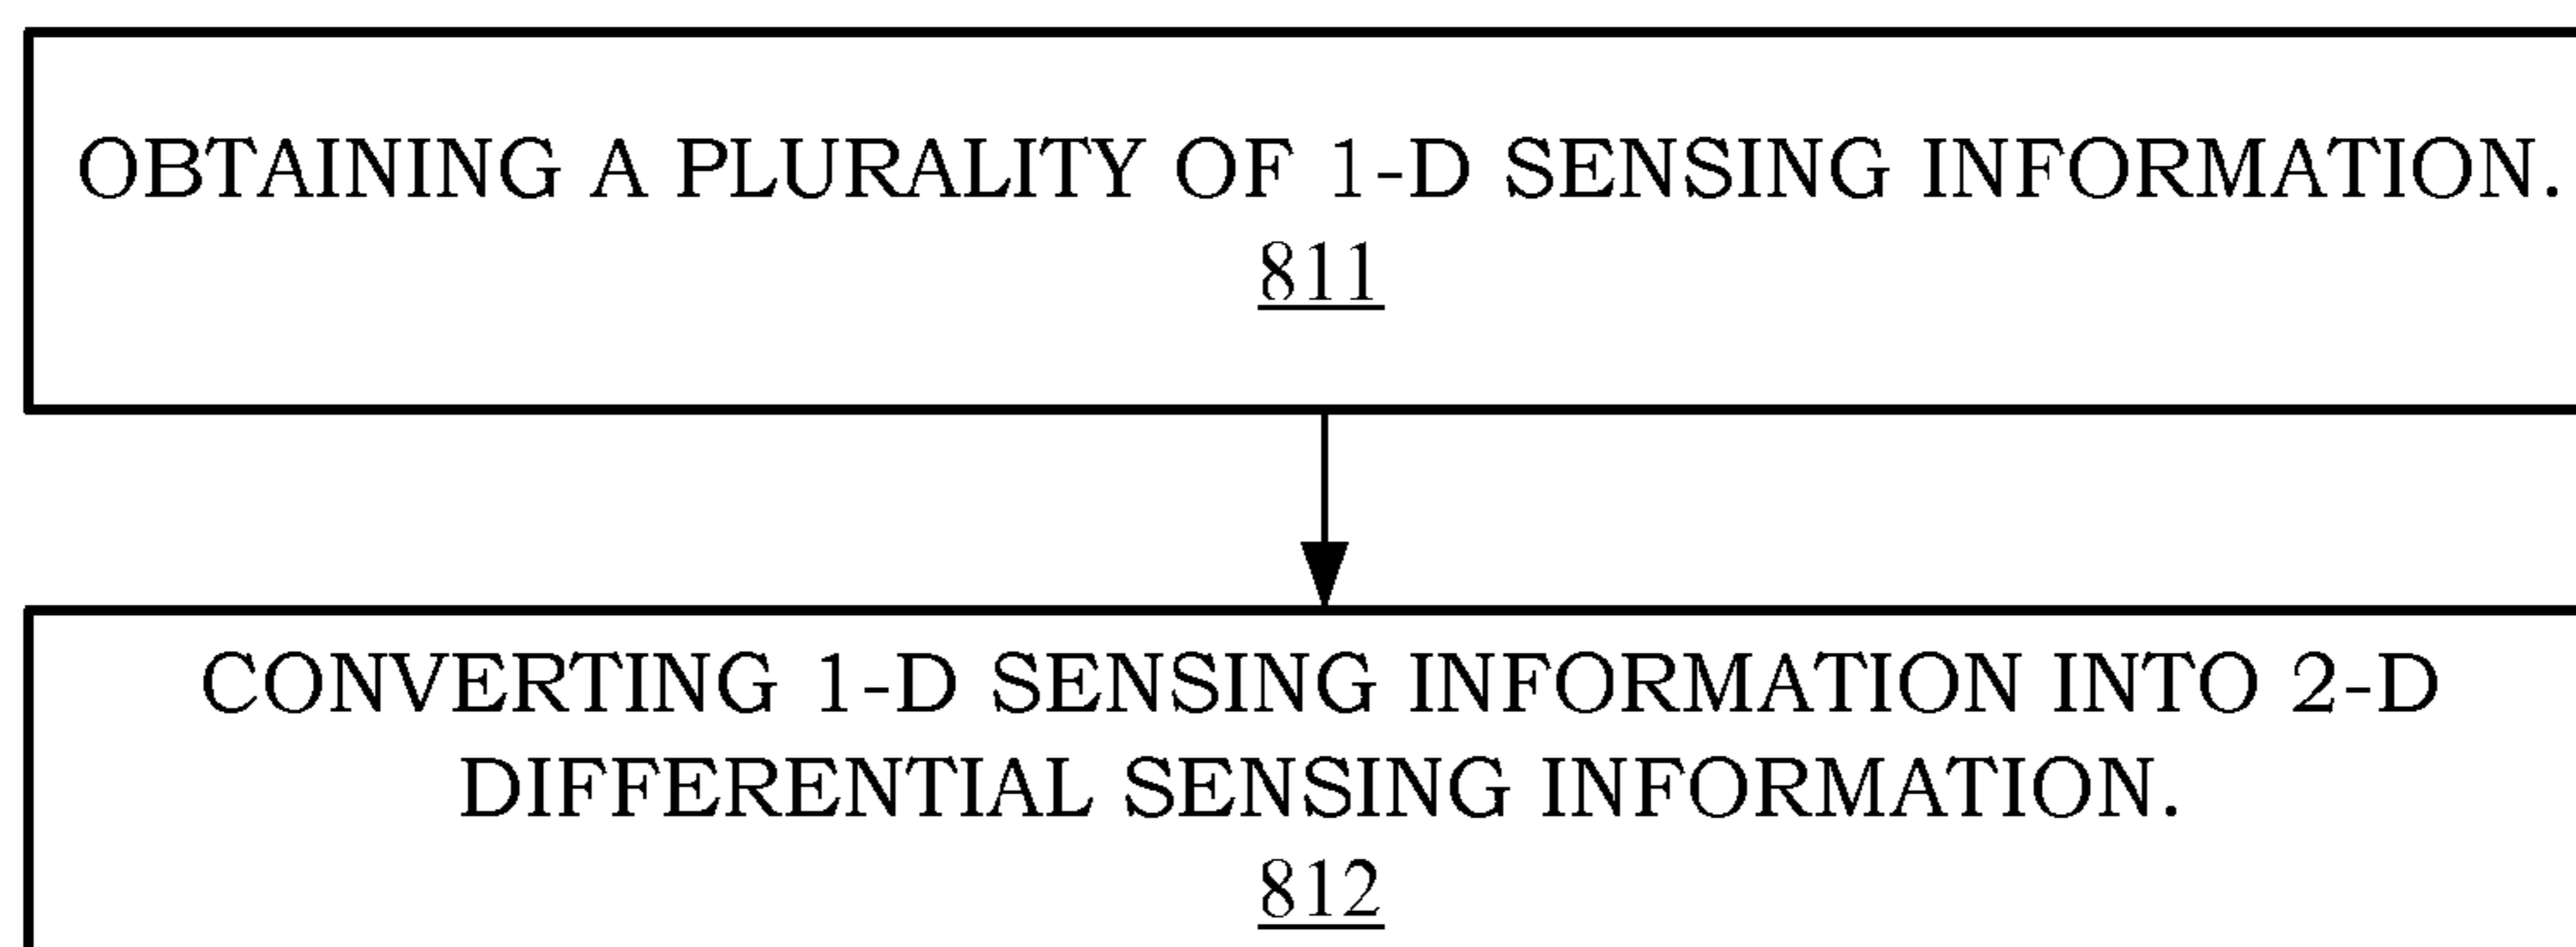 OBTAINING A PLURALITY OF 1-D SENSING INFORMATION.
811
CONVERTING 1-D SENSING INFORMATION INTO 2-D
DIFFERENTIAL SENSING INFORMATION.
812